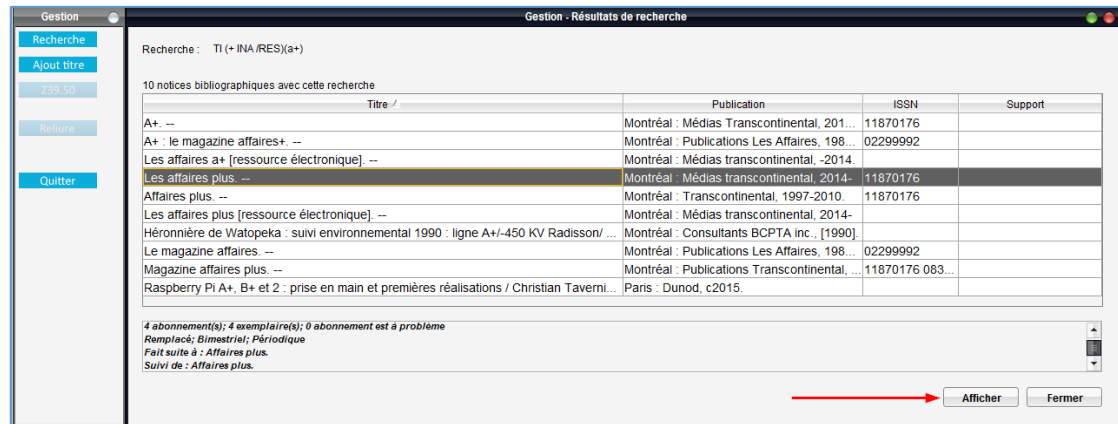 Gestion
Gestion - Résultats de recherche
Recherche
Ajout titre
Z39.50
Reliure
Quitter
Recherche : TI (+ INA /RES)(a+)
10 notices bibliographiques avec cette recherche
Titre Publication ISSN Support
A+. -- Montréal : Médias Transcontinental, 201... 11870176
A+ : le magazine affaires+. -- Montréal : Publications Les Affaires, 198... 02299992
Les affaires a+ [ressource électronique]. -- Montréal : Médias transcontinental, -2014.
Les affaires plus. -- Montréal : Médias transcontinental, 2014- 11870176
Affaires plus. -- Montréal : Transcontinental, 1997-2010. 11870176
Les affaires plus [ressource électronique]. -- Montréal : Médias transcontinental, 2014-
Héronnière de Watopeka : suivi environnemental 1990 : ligne A+/-450 KV Radisson/ ... Montréal : Consultants BCPTA inc., [1990].
Le magazine affaires. -- Montréal : Publications Les Affaires, 198... 02299992
Magazine affaires plus. -- Montréal : Publications Transcontinental, ... 11870176 083...
Raspberry Pi A+, B+ et 2 : prise en main et premières réalisations / Christian Taverni... Paris : Dunod, c2015.
4 abonnement(s); 4 exemplaire(s); 0 abonnement est à problème
Remplacé; Bimestriel; Périodique
Fait suite à : Affaires plus.
Suivi de : Affaires plus.
Afficher Fermer